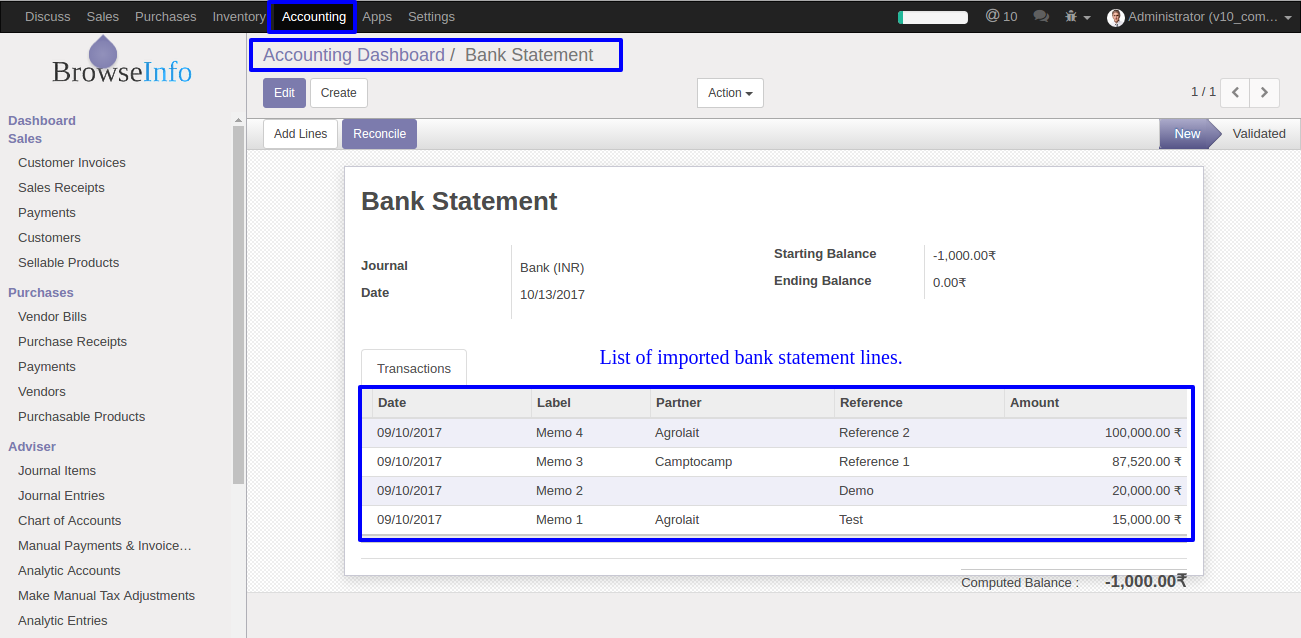 Discuss Sales Purchases Inventory Accounting Apps Settings @ 10 Administrator (v10_com...
BrowseInfo
Accounting Dashboard / Bank Statement
Edit Create Action 1 / 1
Add Lines Reconcile New Validated
Dashboard
Sales
Customer Invoices
Sales Receipts
Payments
Customers
Sellable Products
Purchases
Vendor Bills
Purchase Receipts
Payments
Vendors
Purchasable Products
Adviser
Journal Items
Journal Entries
Chart of Accounts
Manual Payments & Invoice...
Analytic Accounts
Make Manual Tax Adjustments
Analytic Entries
Bank Statement
Journal Bank (INR)
Date 10/13/2017
Starting Balance -1,000.00₹
Ending Balance 0.00₹
List of imported bank statement lines.
Transactions
Date Label Partner Reference Amount
09/10/2017 Memo 4 Agrolait Reference 2 100,000.00 ₹
09/10/2017 Memo 3 Camptocamp Reference 1 87,520.00 ₹
09/10/2017 Memo 2 Demo 20,000.00 ₹
09/10/2017 Memo 1 Agrolait Test 15,000.00 ₹
Computed Balance : -1,000.00₹